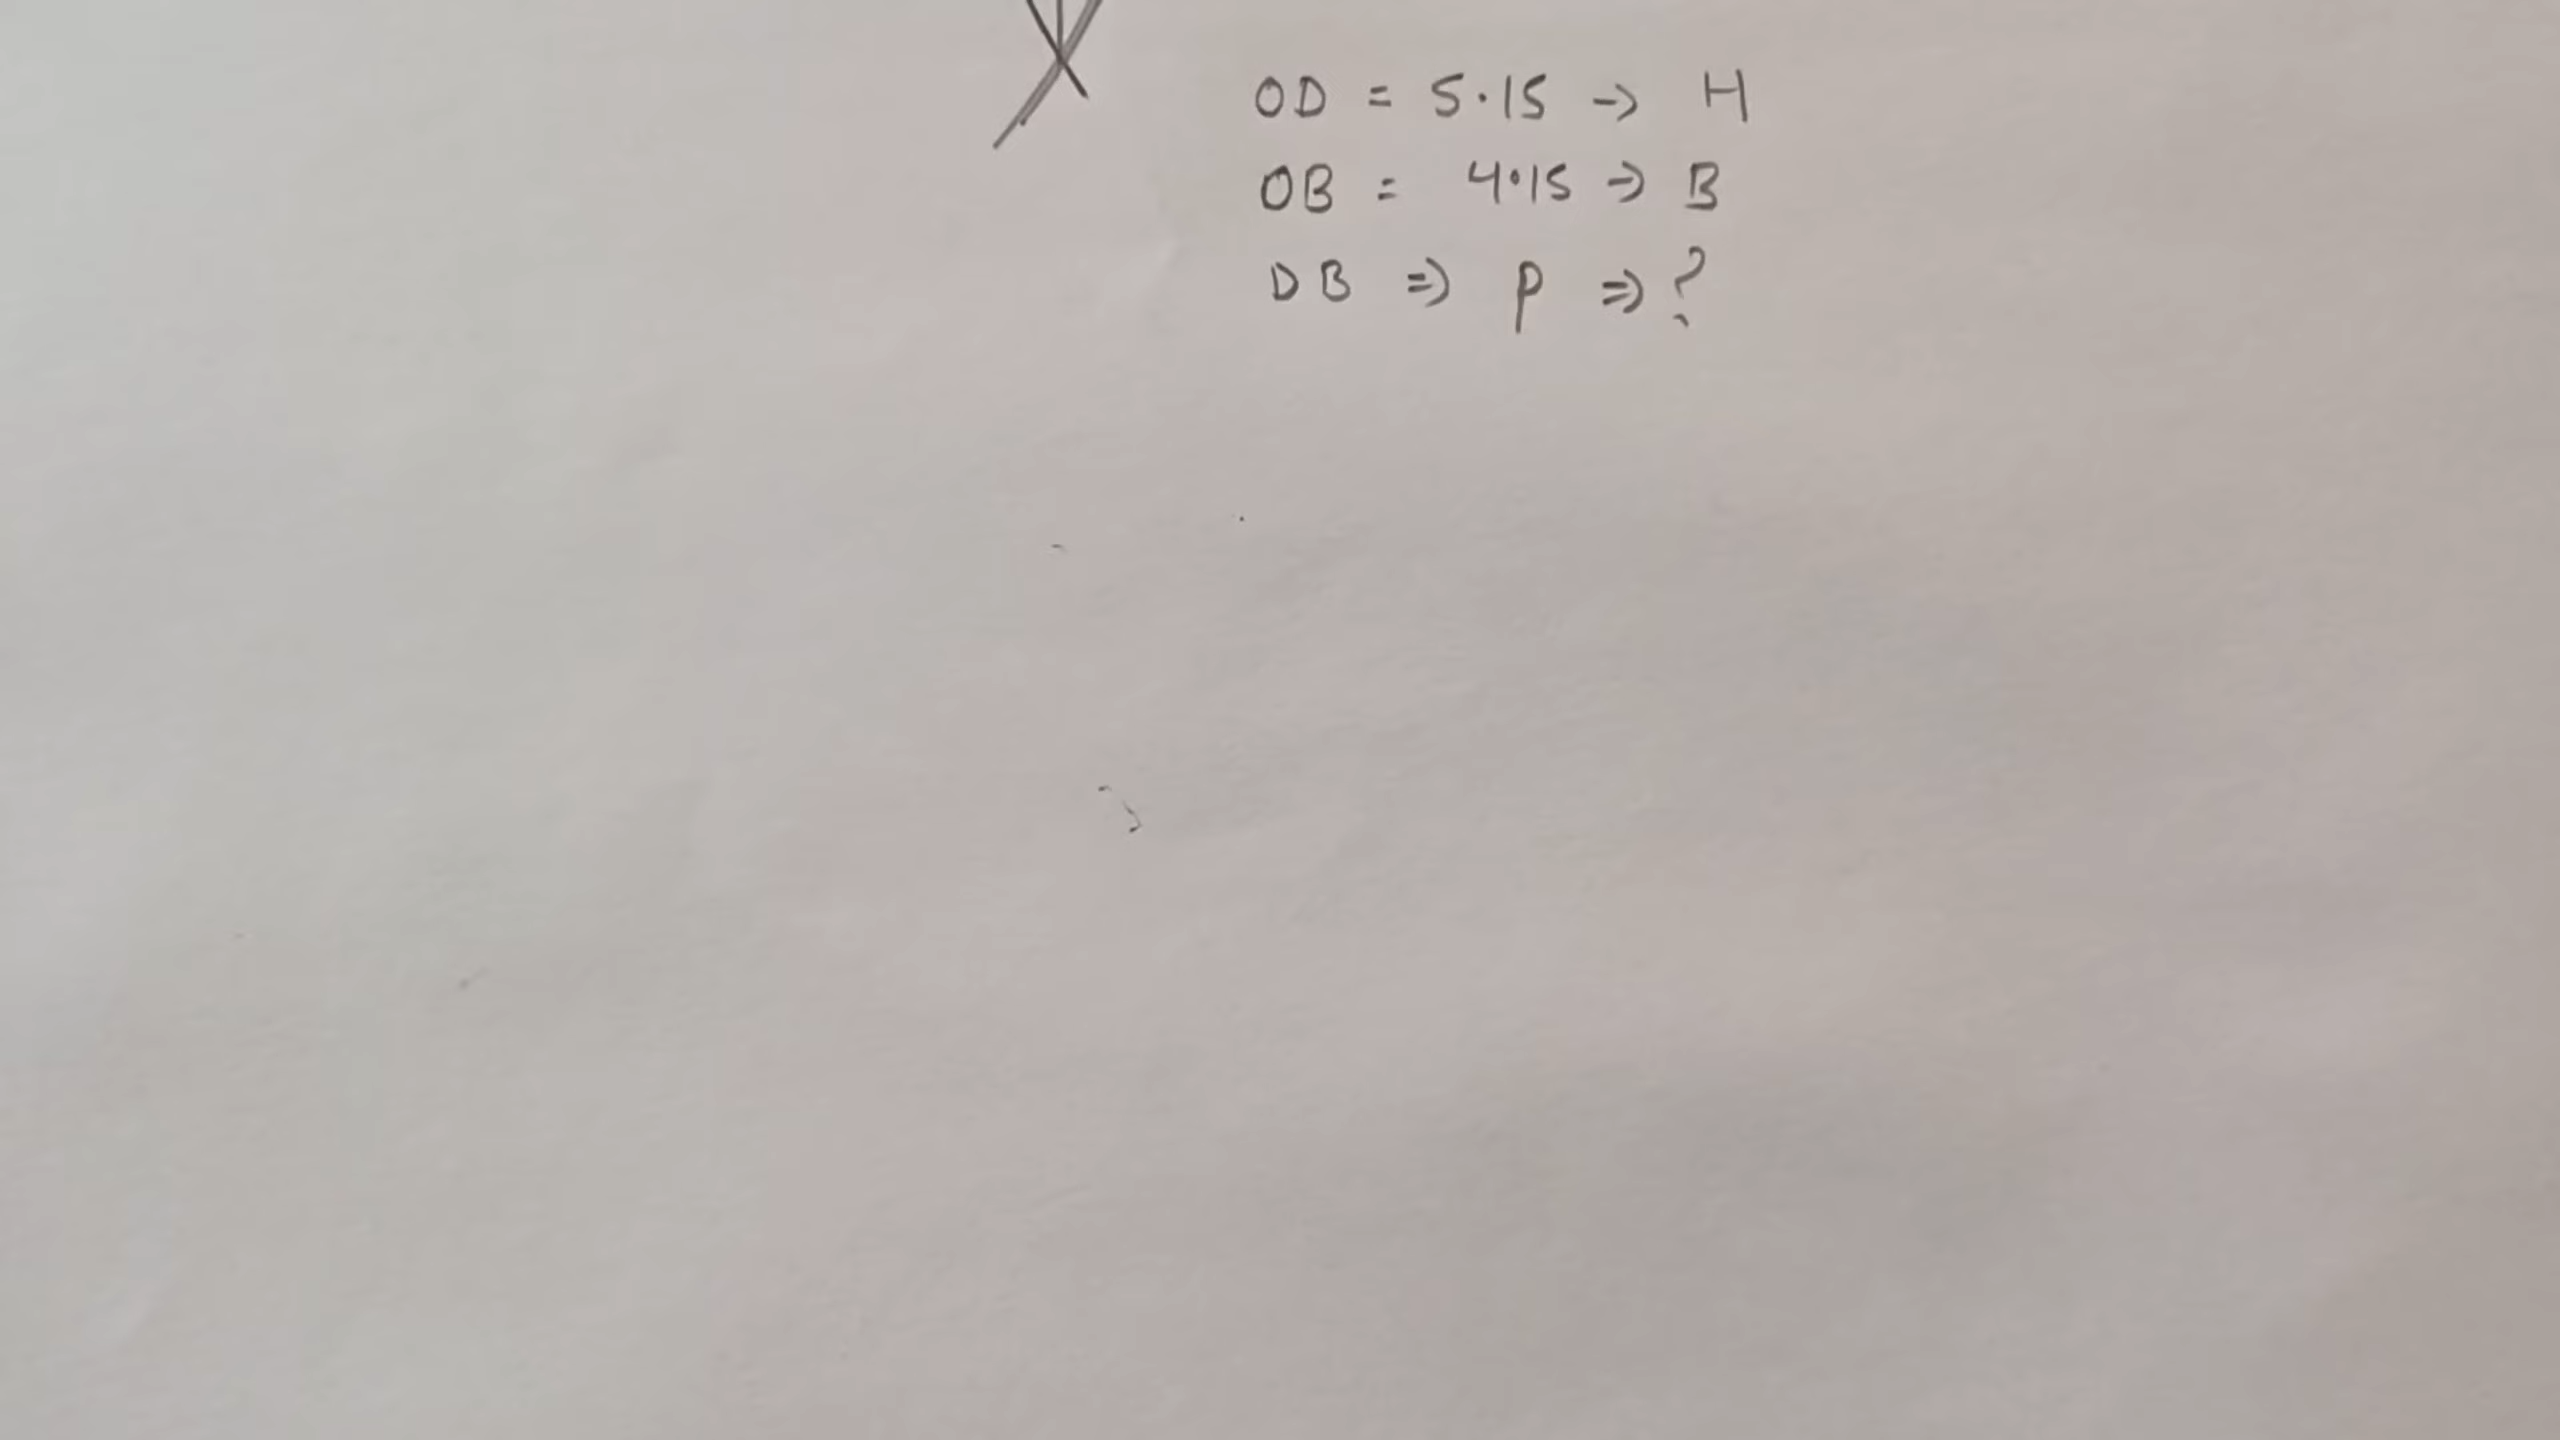 OD = 5.15 → H
OB = 4.15 ⇒ B
DB ⇒ P ⇒ ?